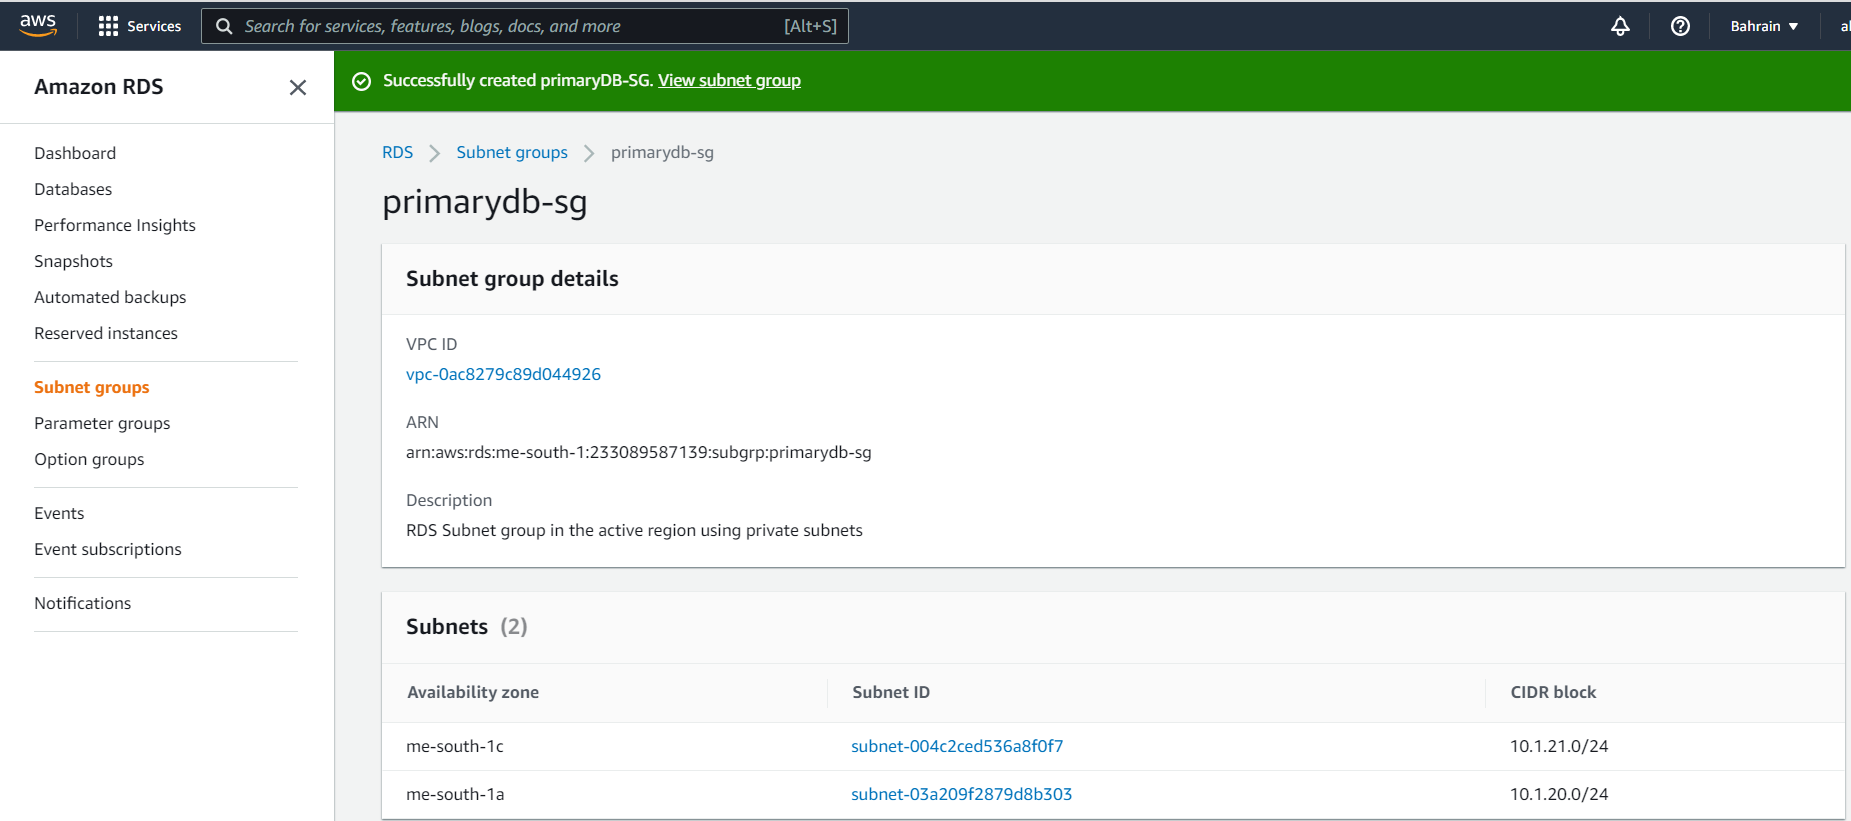 aws Services Search for services, features, blogs, docs, and more [Alt+S] Bahrain
Amazon RDS
Dashboard
Databases
Performance Insights
Snapshots
Automated backups
Reserved instances
Subnet groups
Parameter groups
Option groups
Events
Event subscriptions
Notifications
Successfully created primaryDB-SG. View subnet group
RDS Subnet groups primarydb-sg
primarydb-sg
Subnet group details
VPC ID
vpc-0ac8279c89d044926
ARN
arn:aws:rds:me-south-1:233089587139:subgrp:primarydb-sg
Description
RDS Subnet group in the active region using private subnets
Subnets (2)
Availability zone Subnet ID CIDR block
me-south-1c subnet-004c2ced536a8f0f7 10.1.21.0/24
me-south-1a subnet-03a209f2879d8b303 10.1.20.0/24